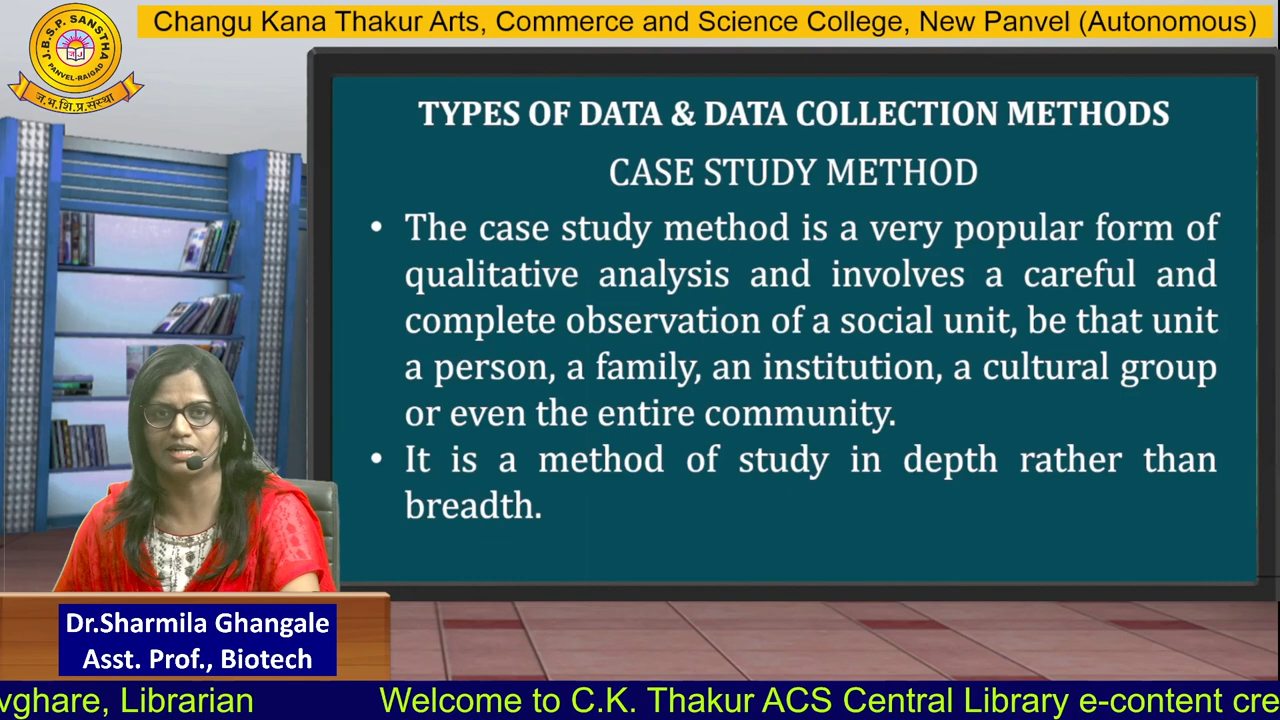 Changu Kana Thakur Arts, Commerce and Science College, New Panvel (Autonomous)
J.B.S.P. SANSTHA
PANVEL-RAIGAD
ज.भ.शि.प्र.संस्था
TYPES OF DATA & DATA COLLECTION METHODS
CASE STUDY METHOD
• The case study method is a very popular form of
qualitative analysis and involves a careful and
complete observation of a social unit, be that unit
a person, a family, an institution, a cultural group
or even the entire community.
• It is a method of study in depth rather than
breadth.
Dr.Sharmila Ghangale
Asst. Prof., Biotech
vghare, Librarian Welcome to C.K. Thakur ACS Central Library e-content cre